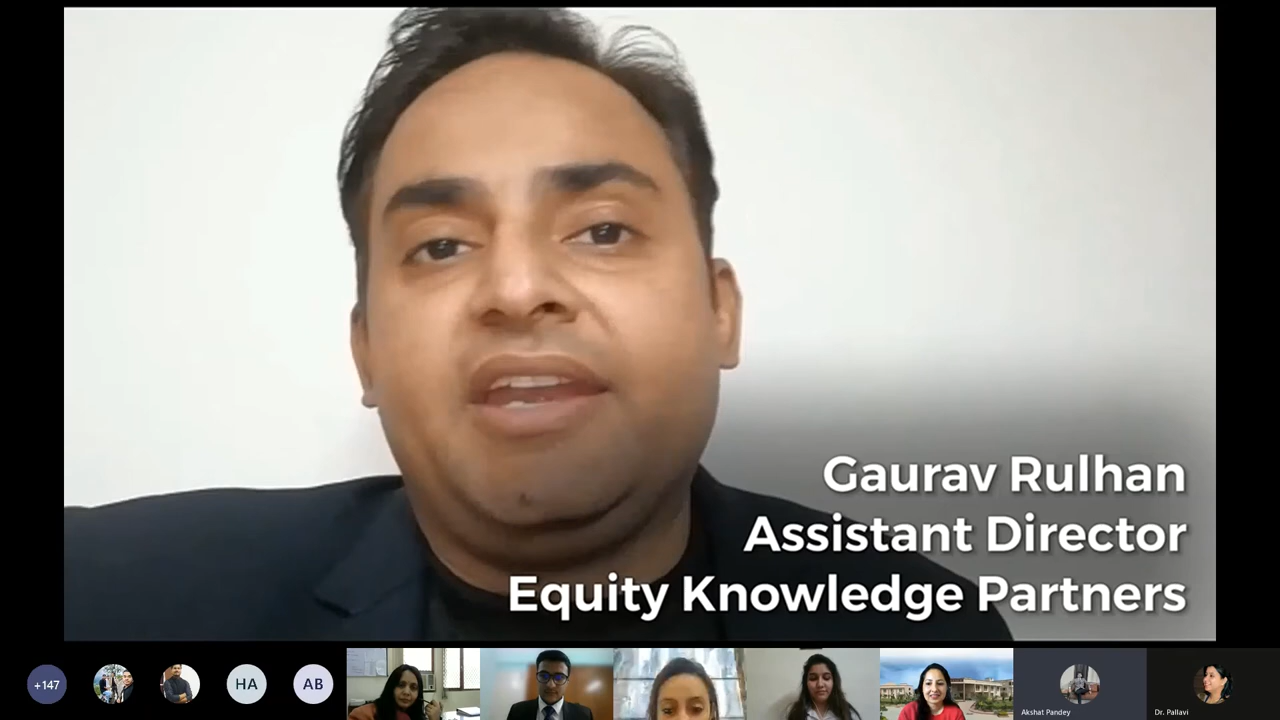 Gaurav Rulhan
Assistant Director
Equity Knowledge Partners
+147
HA
AB
Akshat Pandey
Dr. Pallavi